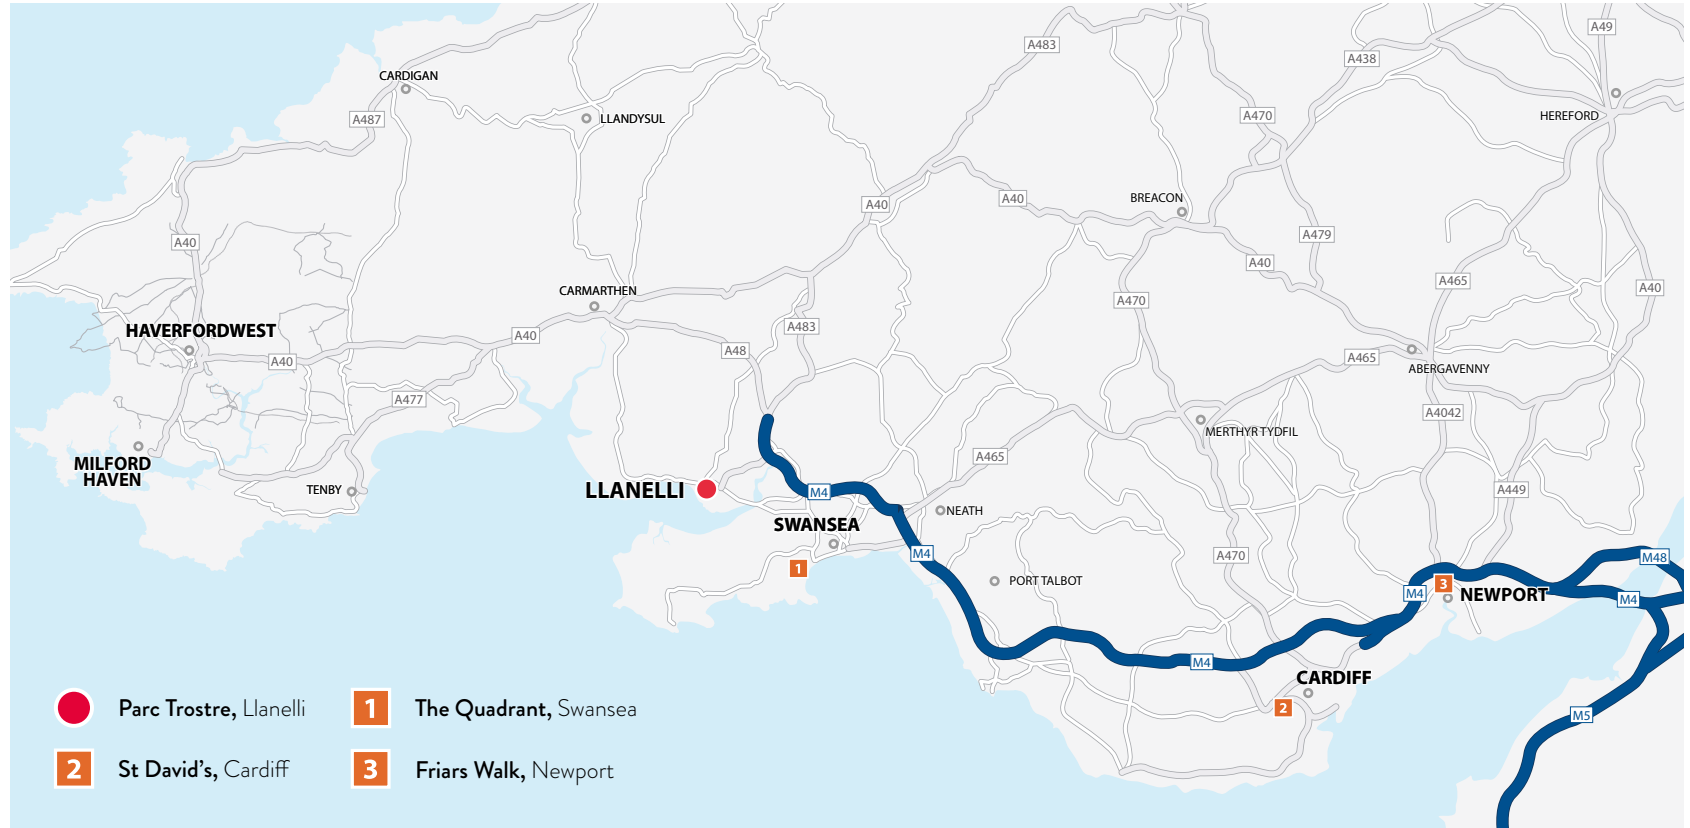 A49
A483
A438
CARDIGAN
A487
LLANDYSUL
A470
HEREFORD
BREACON
A40
A40
A40
A479
A40
A465
A40
CARMARTHEN
A470
HAVERFORDWEST
A483
A40
A48
A40
A465
ABERGAVENNY
A477
A4042
MERTHYR TYDFIL
MILFORD
HAVEN
A465
TENBY
LLANELLI
M4
A449
NEATH
SWANSEA
M4
A470
M48
1
PORT TALBOT
3
M4
NEWPORT
M4
M4
CARDIFF
2
M5
Parc Trostre, Llanelli
1 The Quadrant, Swansea
2 St David's, Cardiff
3 Friars Walk, Newport